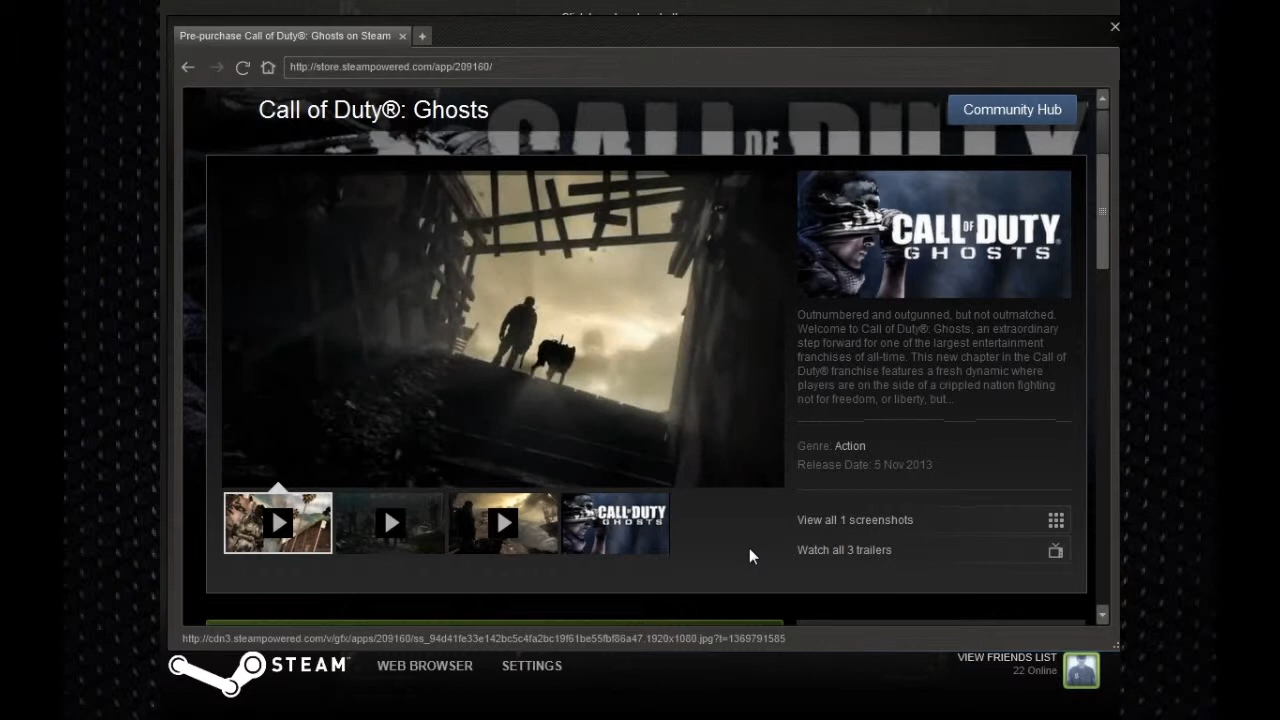 Pre-purchase Call of Duty®: Ghosts on Steam
http://store.steampowered.com/app/209160/
Call of Duty®: Ghosts
Community Hub
CALL OF DUTY
CALL OF DUTY®
GHOSTS
Outnumbered and outgunned, but not outmatched.
Welcome to Call of Duty®: Ghosts, an extraordinary
step forward for one of the largest entertainment
franchises of all-time. This new chapter in the Call of
Duty® franchise features a fresh dynamic where
players are on the side of a crippled nation fighting
not for freedom, or liberty, but...
Genre: Action
Release Date: 5 Nov 2013
CALL OF DUTY
GHOSTS
View all 1 screenshots
Watch all 3 trailers
http://cdn3.steampowered.com/v/gfx/apps/209160/ss_94d41fe33e142bc5c4fa2bc19f61be55fbf86a47.1920x1080.jpg?t=1369791585
STEAM
WEB BROWSER
SETTINGS
VIEW FRIENDS LIST
22 Online